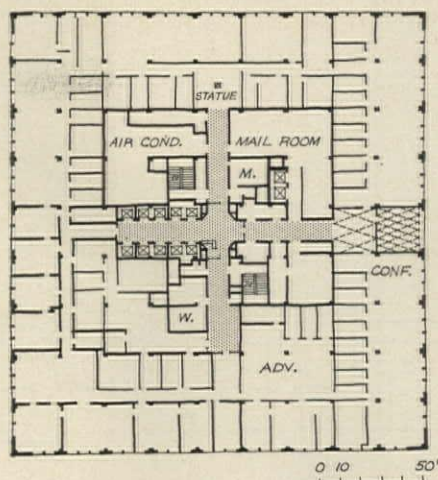 STATUE
AIR COND.
MAIL ROOM
M.
CONF.
W.
ADV.
0 10 50'